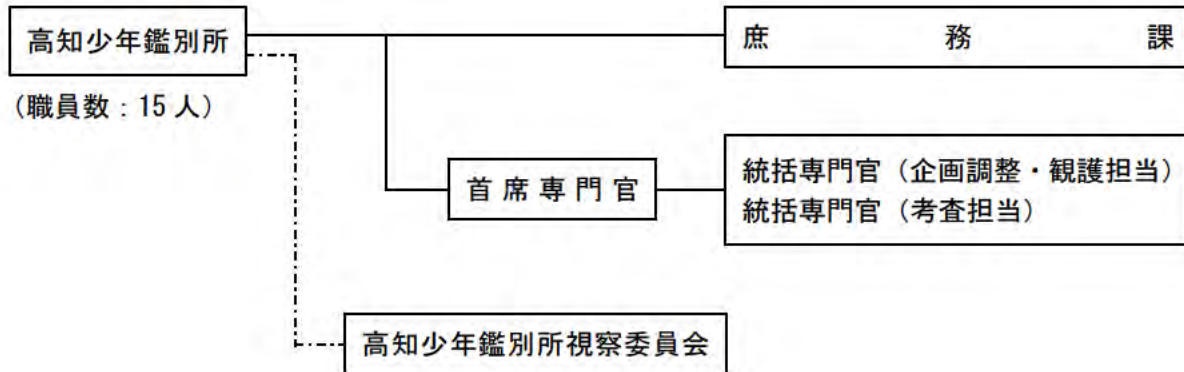 高知少年鑑別所
庶務課
（職員数：15人）
首席専門官
統括専門官（企画調整・観護担当）
統括専門官（考査担当）
高知少年鑑別所視察委員会